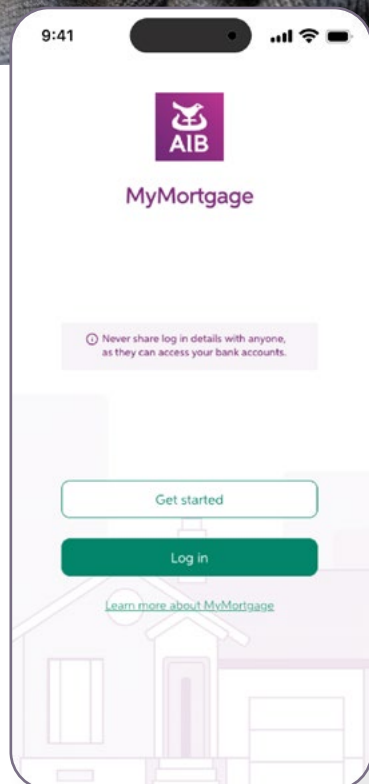 9:41
AIB
MyMortgage
Never share log in details with anyone,
as they can access your bank accounts.
Get started
Log in
Learn more about MyMortgage